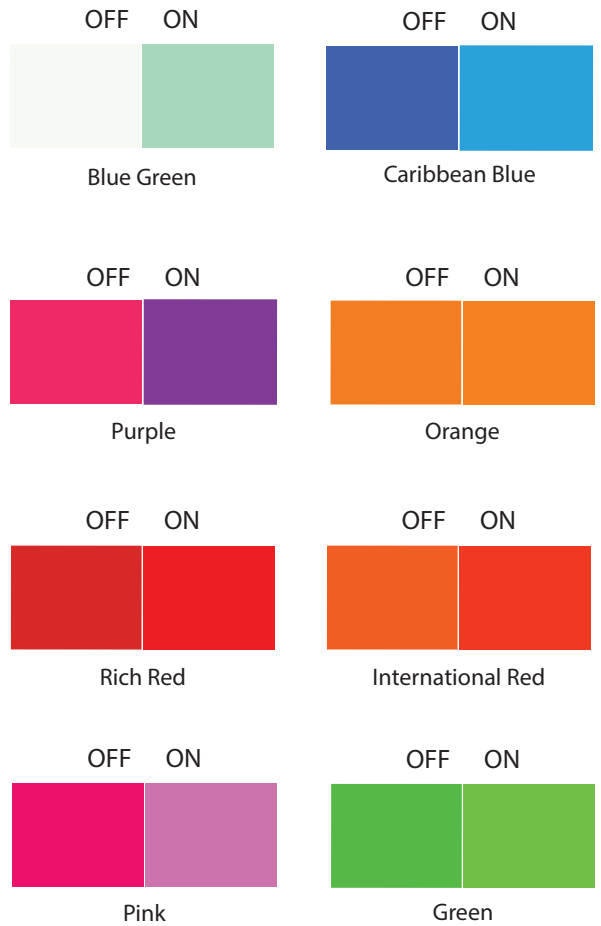 OFF ON
OFF ON
Blue Green
Caribbean Blue
OFF ON
OFF ON
Purple
Orange
OFF ON
OFF ON
Rich Red
International Red
OFF ON
OFF ON
Pink
Green